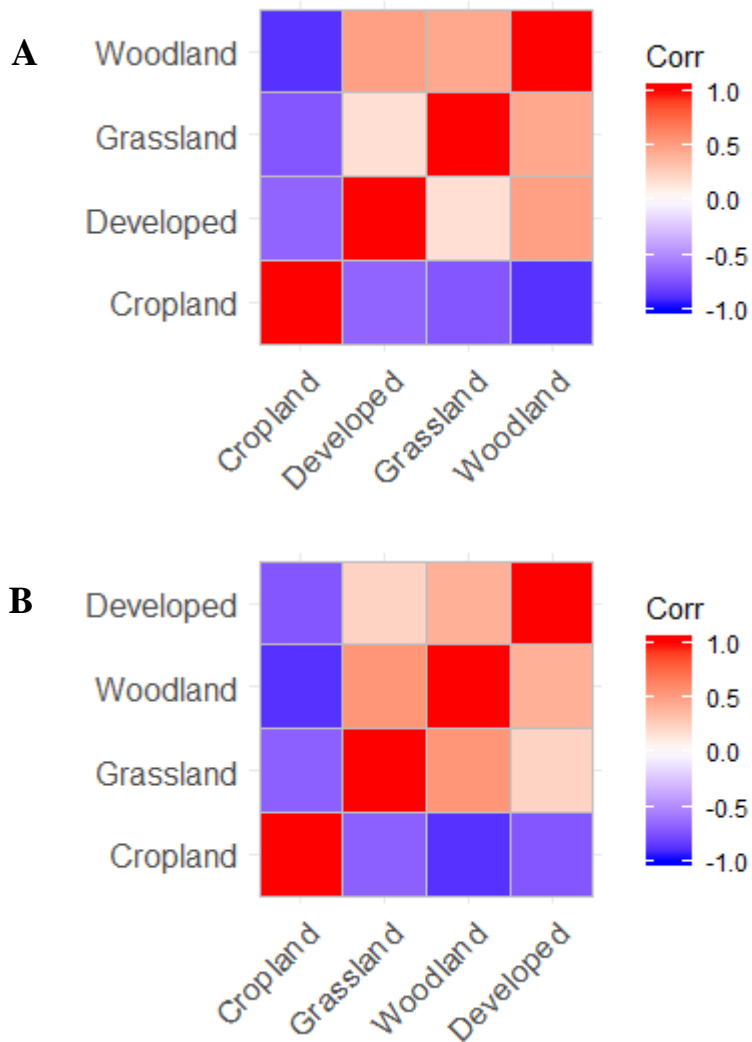 A
Woodland
Grassland
Developed
Cropland
Cropland
Developed
Grassland
Woodland
Corr
1.0
0.5
0.0
-0.5
-1.0
B
Developed
Woodland
Grassland
Cropland
Cropland
Grassland
Woodland
Developed
Corr
1.0
0.5
0.0
-0.5
-1.0